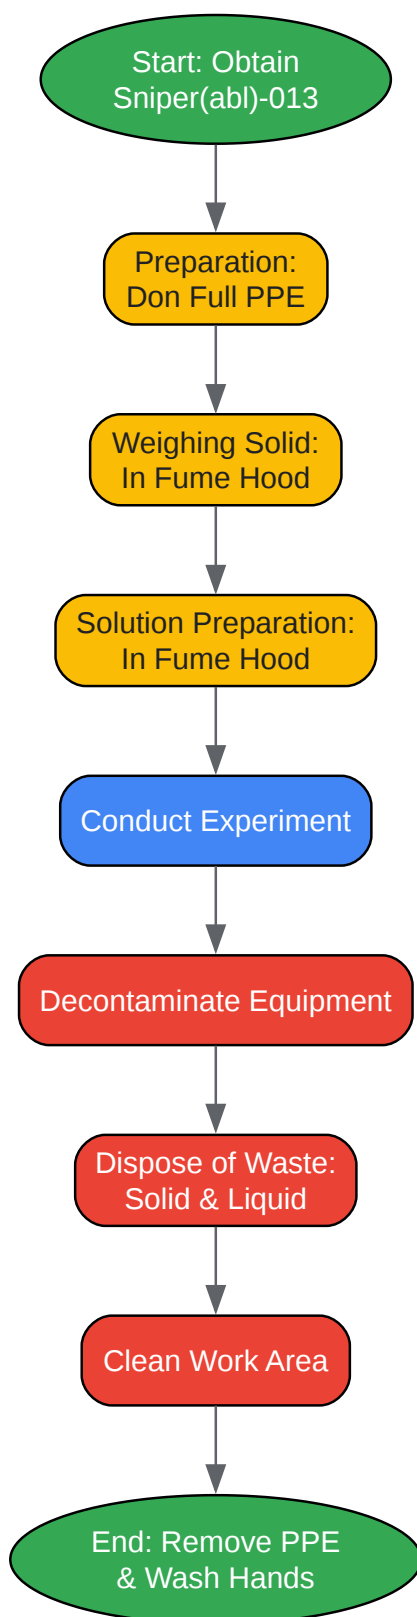 Start: Obtain
Sniper(abl)-013
Preparation:
Don Full PPE
Weighing Solid:
In Fume Hood
Solution Preparation:
In Fume Hood
Conduct Experiment
Decontaminate Equipment
Dispose of Waste:
Solid & Liquid
Clean Work Area
End: Remove PPE
& Wash Hands